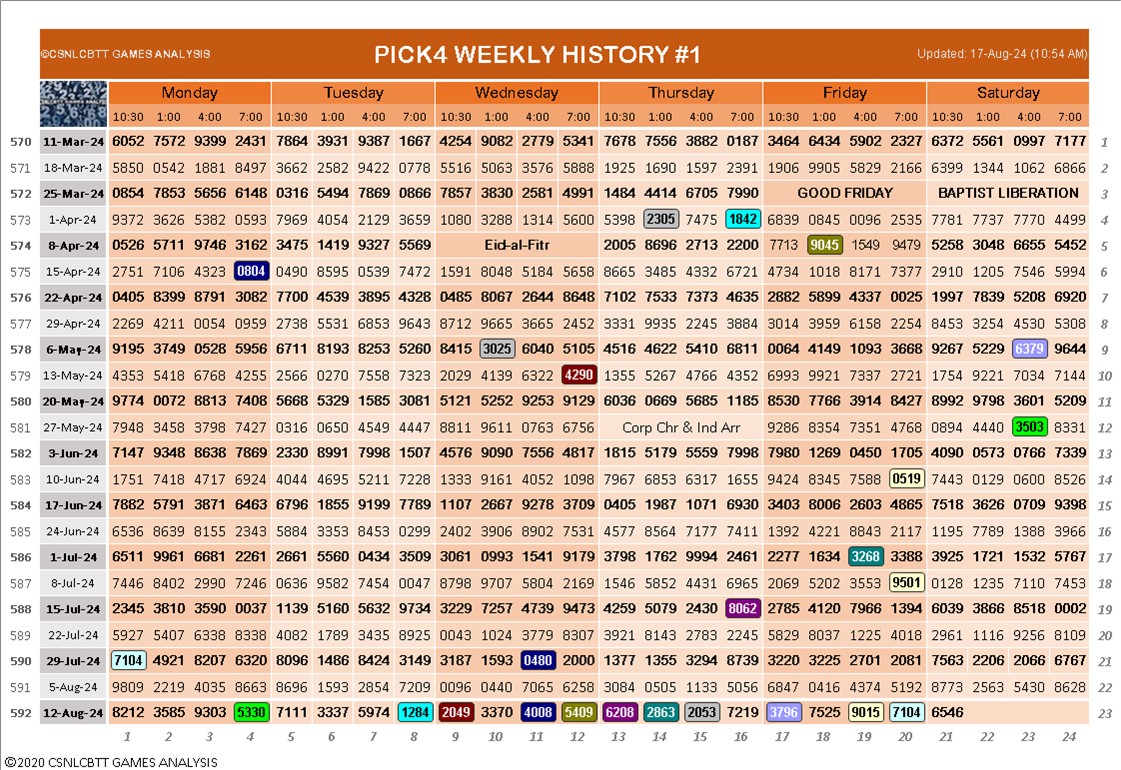 ©CSNLCBTT GAMES ANALYSIS PICK4 WEEKLY HISTORY #1 Updated: 17-Aug-24 (10:54 AM)
Monday Tuesday Wednesday Thursday Friday Saturday
10:30 1:00 4:00 7:00 10:30 1:00 4:00 7:00 10:30 1:00 4:00 7:00 10:30 1:00 4:00 7:00 10:30 1:00 4:00 7:00 10:30 1:00 4:00 7:00
570 11-Mar-24 6052 7572 9399 2431 7864 3931 9387 1667 4254 9082 2779 5341 7678 7556 3882 0187 3464 6434 5902 2327 6372 5561 0997 7177 1
571 18-Mar-24 5850 0542 1881 8497 3662 2582 9422 0778 5516 5063 3576 5888 1925 1690 1597 2391 1906 9905 5829 2166 6399 1344 1062 6866 2
572 25-Mar-24 0854 7853 5656 6148 0316 5494 7869 0866 7857 3830 2581 4991 1484 4414 6705 7990 GOOD FRIDAY BAPTIST LIBERATION 3
573 1-Apr-24 9372 3626 5382 0593 7969 4054 2129 3659 1080 3288 1314 5600 5398 2305 7475 1842 6839 0845 0096 2535 7781 7737 7770 4499 4
574 8-Apr-24 0526 5711 9746 3162 3475 1419 9327 5569 Eid-al-Fitr 2005 8696 2713 2200 7713 9045 1549 9479 5258 3048 6655 5452 5
575 15-Apr-24 2751 7106 4323 0804 0490 8595 0539 7472 1591 8048 5184 5658 8665 3485 4332 6721 4734 1018 8171 7377 2910 1205 7546 5994 6
576 22-Apr-24 0405 8399 8791 3082 7700 4539 3895 4328 0485 8067 2644 8648 7102 7533 7373 4635 2882 5899 4337 0025 1997 7839 5208 6920 7
577 29-Apr-24 2269 4211 0054 0959 2738 5531 6853 9643 8712 9665 3665 2452 3331 9935 2245 3884 3014 3959 6158 2254 8453 3254 4530 5308 8
578 6-May-24 9195 3749 0528 5956 6711 8193 8253 5260 8415 3025 6040 5105 4516 4622 5410 6811 0064 4149 1093 3668 9267 5229 6379 9644 9
579 13-May-24 4353 5418 6768 4255 2566 0270 7558 7323 2029 4139 6322 4290 1355 5267 4766 4352 6993 9921 7337 2721 1754 9221 7034 7144 10
580 20-May-24 9774 0072 8813 7408 5668 5329 1585 3081 5121 5252 9253 9129 6036 0669 5685 1185 8530 7766 3914 8427 8992 9798 3601 5209 11
581 27-May-24 7948 3458 3798 7427 0316 0650 4549 4447 8811 9611 0763 6756 Corp Chr & Ind Arr 9286 8354 7351 4768 0894 4440 3503 8331 12
582 3-Jun-24 7147 9348 8638 7869 2330 8991 7998 1507 4576 9090 7556 4817 1815 5179 5559 7998 7980 1269 0450 1705 4090 0573 0766 7339 13
583 10-Jun-24 1751 7418 4717 6924 4044 4695 5211 7228 1333 9161 4052 1098 7967 6853 6317 1655 9424 8345 7588 0519 7443 0129 0600 8526 14
584 17-Jun-24 7882 5791 3871 6463 6796 1855 9199 7789 1107 2667 9278 3709 0405 1987 1071 6930 3403 8006 2603 4865 7518 3626 0709 9398 15
585 24-Jun-24 6536 8639 8155 2343 5884 3353 8453 0299 2402 3906 8902 7531 4577 8564 7177 7411 1392 4221 8843 2117 1195 7789 1388 3966 16
586 1-Jul-24 6511 9961 6681 2261 2661 5560 0434 3509 3061 0993 1541 9179 3798 1762 9994 2461 2277 1634 3268 3388 3925 1721 1532 5767 17
587 8-Jul-24 7446 8402 2990 7246 0636 9582 7454 0047 8798 9707 5804 2169 1546 5852 4431 6965 2069 5202 3553 9501 0128 1235 7110 7453 18
588 15-Jul-24 2345 3810 3590 0037 1139 5160 5632 9734 3229 7257 4739 9473 4259 5079 2430 8062 2785 4120 7966 1394 6039 3866 8518 0002 19
589 22-Jul-24 5927 5407 6338 8338 4082 1789 3435 8925 0043 1024 3779 8307 3921 8143 2783 2245 5829 8037 1225 4018 2961 1116 9256 8109 20
590 29-Jul-24 7104 4921 8207 6320 8096 1486 8424 3149 3187 1593 0480 2000 1377 1355 3294 8739 3220 3225 2701 2081 7563 2206 2066 6767 21
591 5-Aug-24 9809 2219 4035 8663 8696 1593 2854 7209 0096 0440 7065 6258 3084 0505 1133 5056 6847 0416 4374 5192 8773 2563 5430 8628 22
592 12-Aug-24 8212 3585 9303 5330 7111 3337 5974 1284 2049 3370 4008 5409 6208 2863 2053 7219 3796 7525 9015 7104 6546 23
1 2 3 4 5 6 7 8 9 10 11 12 13 14 15 16 17 18 19 20 21 22 23 24
©2020 CSNLCBTT GAMES ANALYSIS